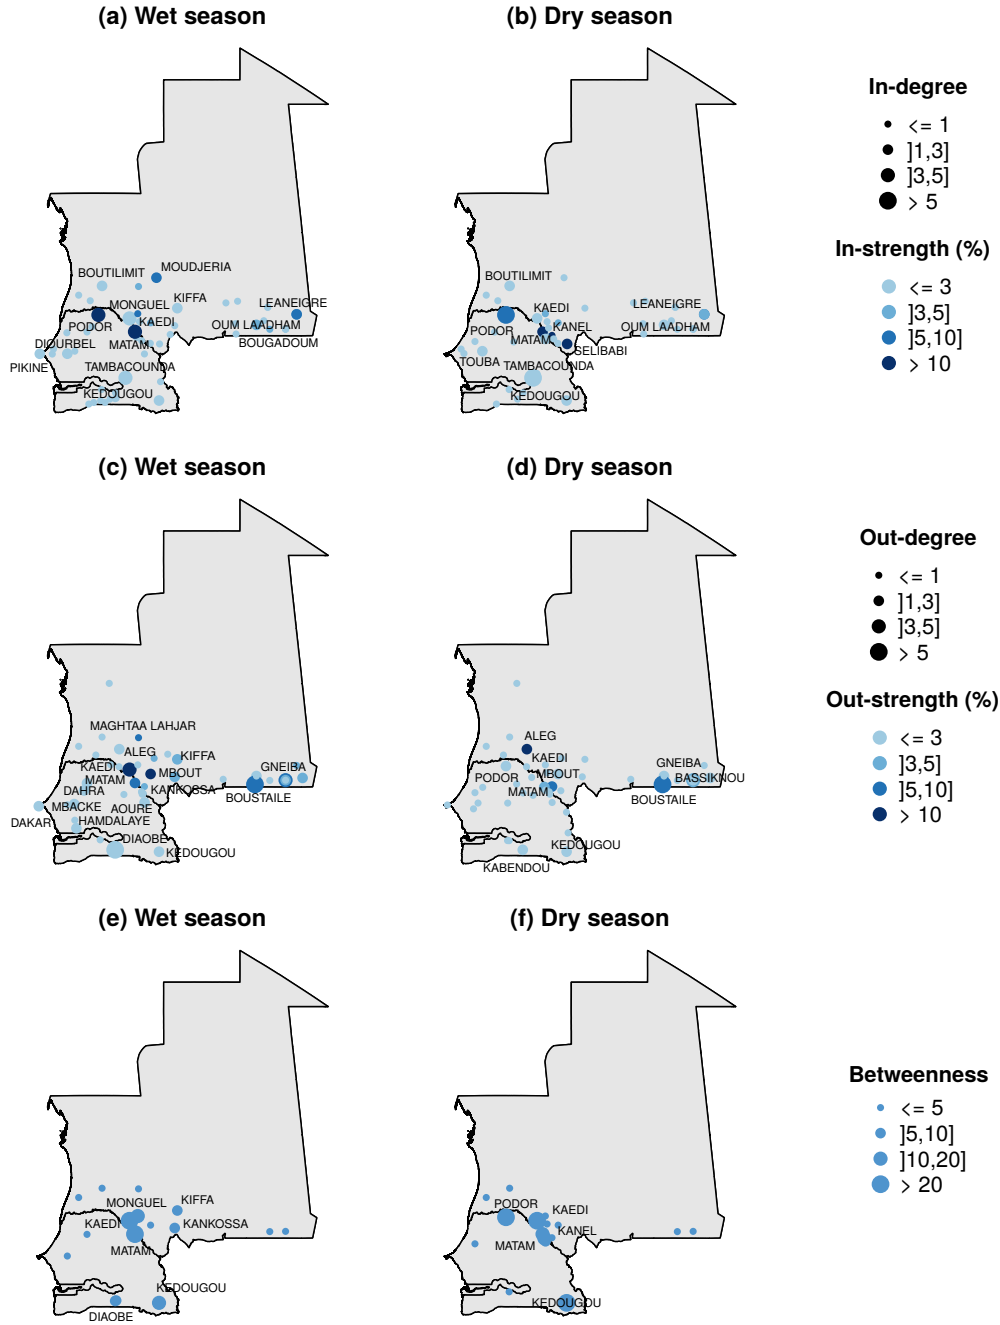 (a) Wet season
(b) Dry season
BOUTILIMIT
MOUDJERIA
MONGUEL
KIFFA
LEANEIGRE
PODOR
KAEDI
OUM LAADHAM
DIOURBEL
MATAM
BOUGADOUM
PIKINE
TAMBACOUNDA
KEDOUGOU
BOUTILIMIT
KAEDI
LEANEIGRE
PODOR
KANEL
OUM LAADHAM
MATAM
SELIBABI
TOUBA
TAMBACOUNDA
KEDOUGOU
In-degree
<= 1
]1,3]
]3,5]
> 5
In-strength (%)
<= 3
]3,5]
]5,10]
> 10
(c) Wet season
(d) Dry season
MAGHTAA LAHJAR
ALEG
KIFFA
KAEDI
MBOUT
GNEIBA
MATAM
KANKOSSA
DAHRA
BOUSTAILE
MBACKE
AOURE
DAKAR
HAMDALAYE
DIAOBE
KEDOUGOU
ALEG
KAEDI
PODOR
MBOUT
GNEIBA
BASSIKNOU
MATAM
BOUSTAILE
KEDOUGOU
KABENDOU
Out-degree
<= 1
]1,3]
]3,5]
> 5
Out-strength (%)
<= 3
]3,5]
]5,10]
> 10
(e) Wet season
(f) Dry season
MONGUEL
KIFFA
KAEDI
KANKOSSA
MATAM
KEDOUGOU
DIAOBE
PODOR
KAEDI
KANEL
MATAM
KEDOUGOU
Betweenness
<= 5
]5,10]
]10,20]
> 20